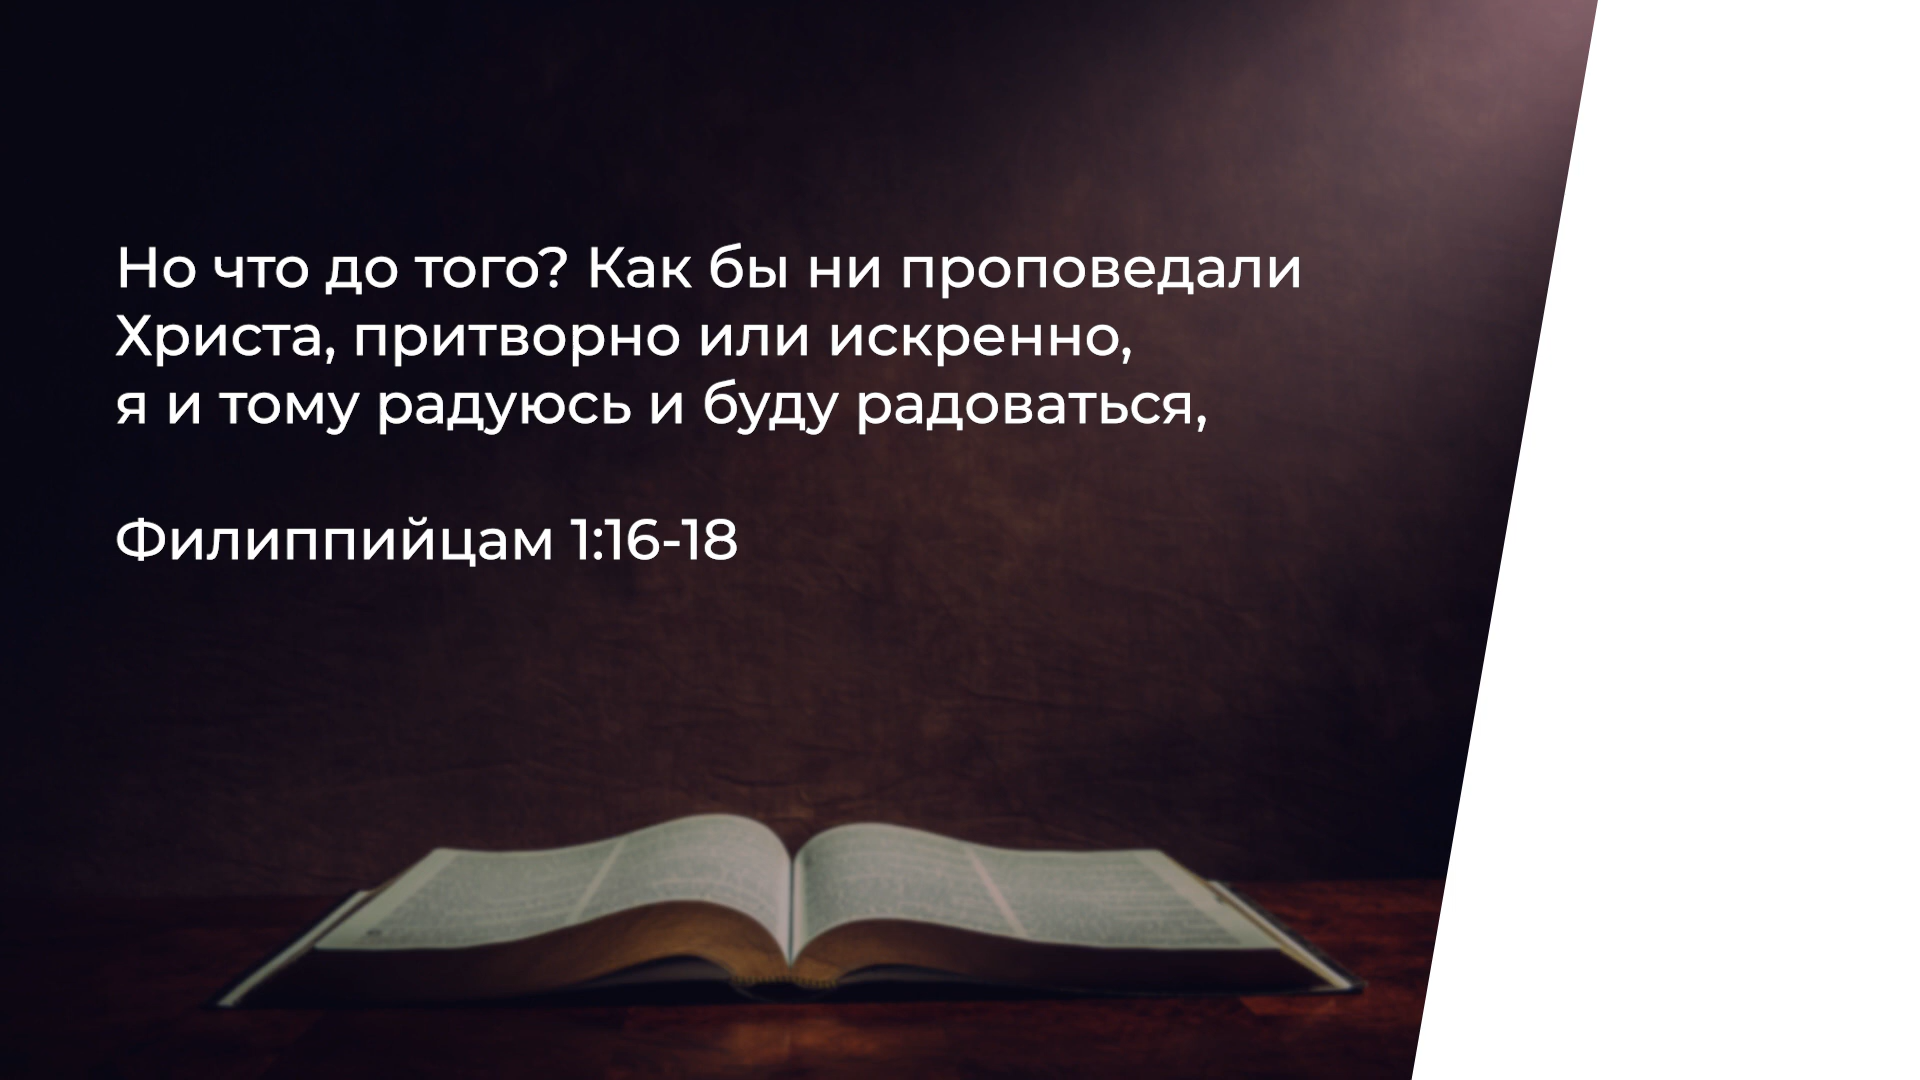 Но что до того? Как бы ни проповедали
Христа, притворно или искренно,
я и тому радуюсь и буду радоваться,
Филиппийцам 1:16-18